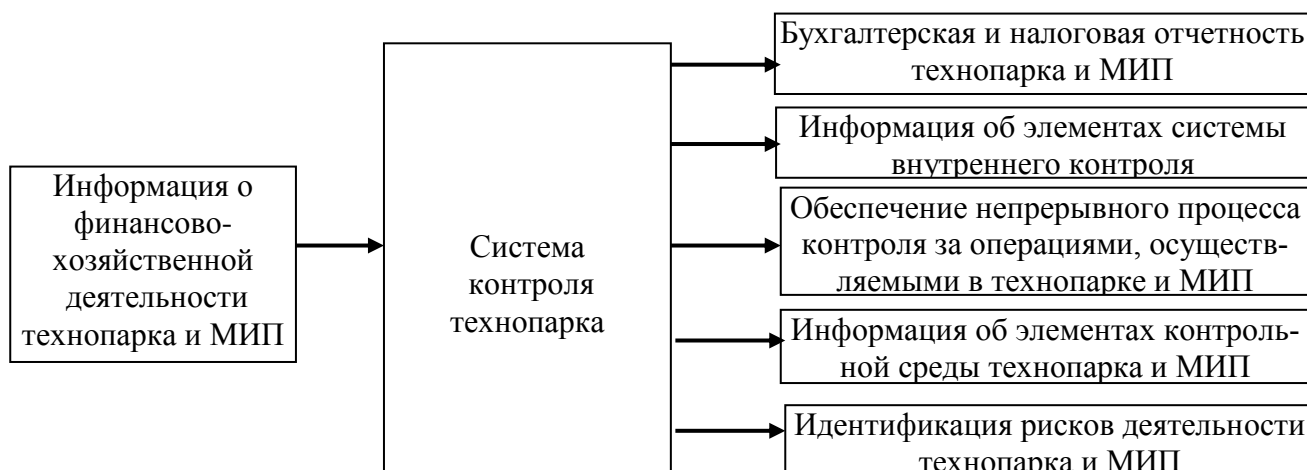 Информация о
финансово-
хозяйственной
деятельности
технопарка и МИП
Система
контроля
технопарка
Бухгалтерская и налоговая отчетность
технопарка и МИП
Информация об элементах системы
внутреннего контроля
Обеспечение непрерывного процесса
контроля за операциями, осуществ-
ляемыми в технопарке и МИП
Информация об элементах контроль-
ной среды технопарка и МИП
Идентификация рисков деятельности
технопарка и МИП